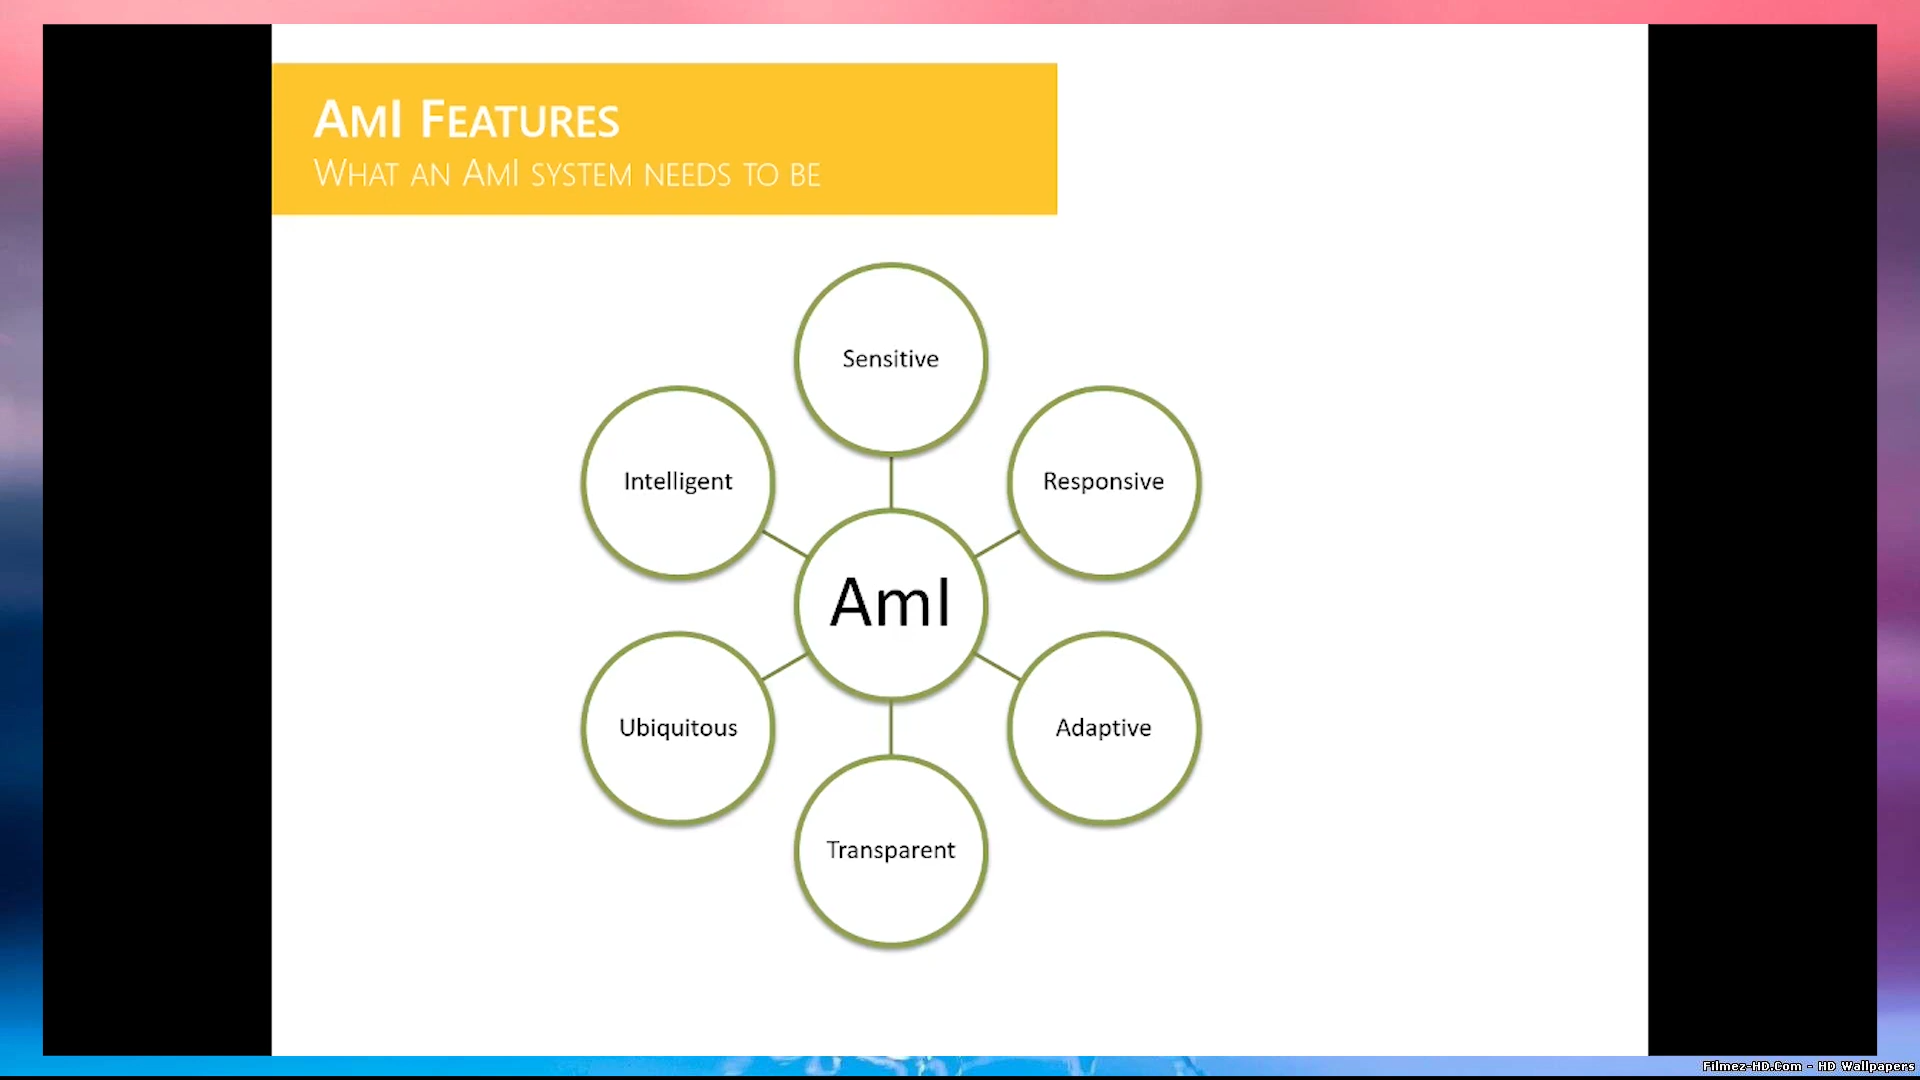 AMI FEATURES
WHAT AN AMI SYSTEM NEEDS TO BE
Sensitive
Intelligent
Responsive
AmI
Ubiquitous
Adaptive
Transparent
Filmez-HD.Com - HD Wallpapers